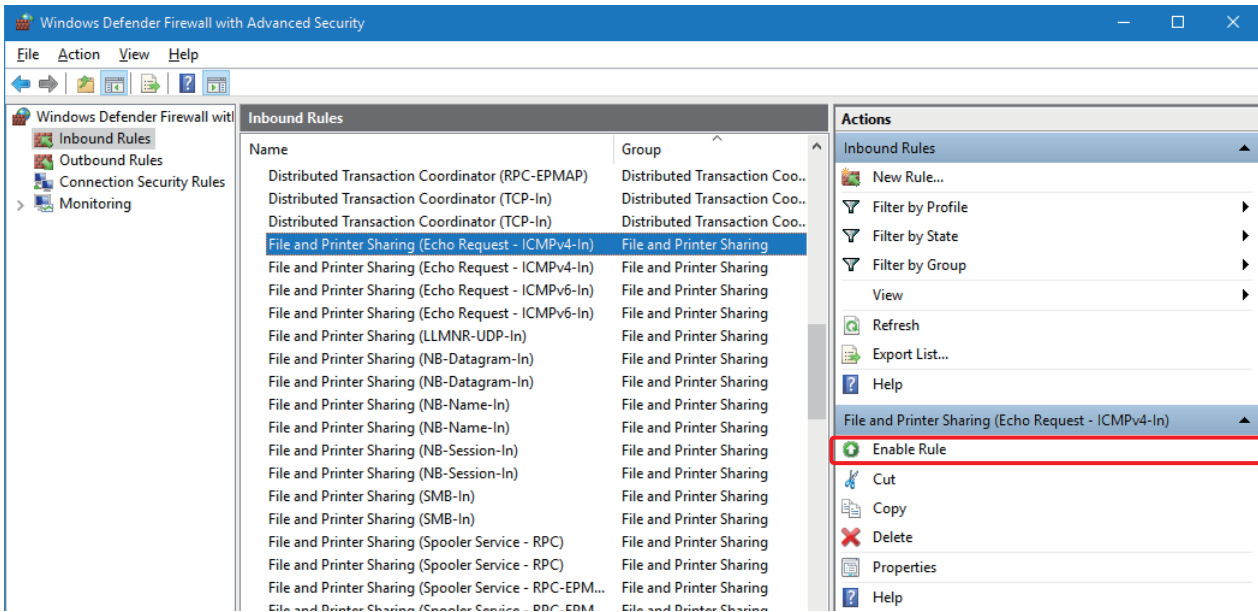 Windows Defender Firewall with Advanced Security
File Action View Help
Windows Defender Firewall witl
Inbound Rules
Outbound Rules
Connection Security Rules
Monitoring
Inbound Rules
Name Group
Distributed Transaction Coordinator (RPC-EPMAP) Distributed Transaction Coo...
Distributed Transaction Coordinator (TCP-In) Distributed Transaction Coo...
Distributed Transaction Coordinator (TCP-In) Distributed Transaction Coo...
File and Printer Sharing (Echo Request - ICMPv4-In) File and Printer Sharing
File and Printer Sharing (Echo Request - ICMPv4-In) File and Printer Sharing
File and Printer Sharing (Echo Request - ICMPv6-In) File and Printer Sharing
File and Printer Sharing (Echo Request - ICMPv6-In) File and Printer Sharing
File and Printer Sharing (LLMNR-UDP-In) File and Printer Sharing
File and Printer Sharing (NB-Datagram-In) File and Printer Sharing
File and Printer Sharing (NB-Datagram-In) File and Printer Sharing
File and Printer Sharing (NB-Name-In) File and Printer Sharing
File and Printer Sharing (NB-Name-In) File and Printer Sharing
File and Printer Sharing (NB-Session-In) File and Printer Sharing
File and Printer Sharing (NB-Session-In) File and Printer Sharing
File and Printer Sharing (SMB-In) File and Printer Sharing
File and Printer Sharing (SMB-In) File and Printer Sharing
File and Printer Sharing (Spooler Service - RPC) File and Printer Sharing
File and Printer Sharing (Spooler Service - RPC) File and Printer Sharing
File and Printer Sharing (Spooler Service - RPC-EPM... File and Printer Sharing
File and Printer Sharing (Spooler Service - RPC-EPM... File and Printer Sharing
Actions
Inbound Rules
New Rule...
Filter by Profile
Filter by State
Filter by Group
View
Refresh
Export List...
Help
File and Printer Sharing (Echo Request - ICMPv4-In)
Enable Rule
Cut
Copy
Delete
Properties
Help